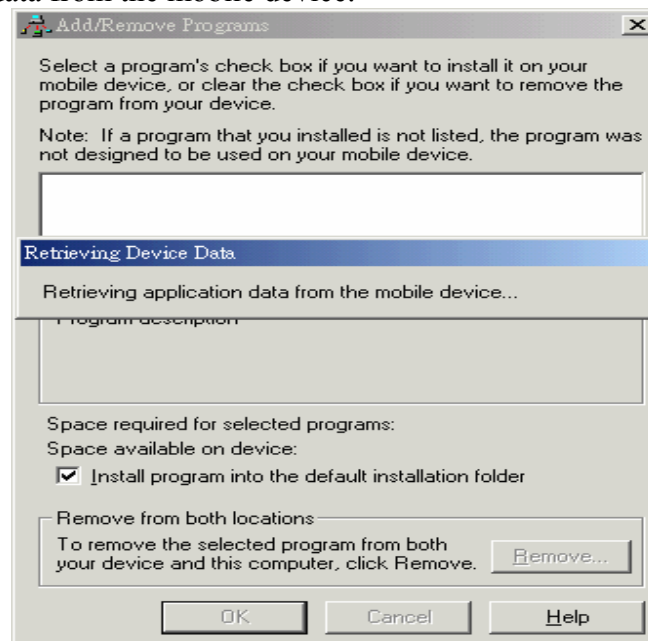 data from the mobile device.
Add/Remove Programs
Select a program's check box if you want to install it on your
mobile device, or clear the check box if you want to remove the
program from your device.
Note: If a program that you installed is not listed, the program was
not designed to be used on your mobile device.
Retrieving Device Data
Retrieving application data from the mobile device...
Program description
Space required for selected programs:
Space available on device:
Install program into the default installation folder
Remove from both locations
To remove the selected program from both
your device and this computer, click Remove.
Remove...
OK
Cancel
Help